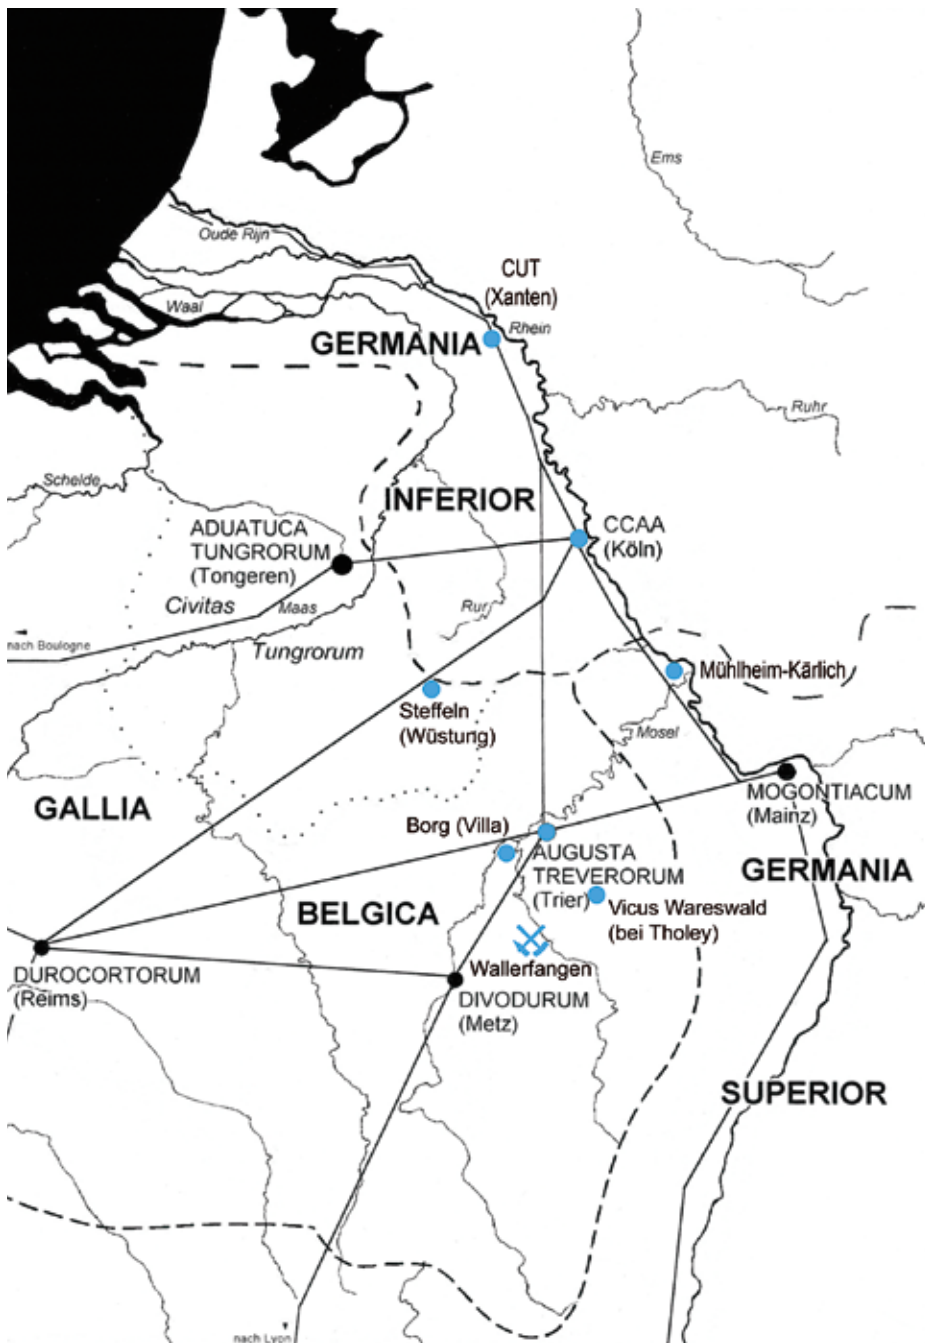 Ems
Oude Rijn
CUT
(Xanten)
Waal
Rhein
GERMANIA
Ruhr
Schelde
INFERIOR
ADUATUCA
TUNGRORUM
(Tongeren)
CCAA
(Köln)
Civitas
Maas
Rur
nach Boulogne
Tungrorum
Mühlheim-Kärlich
Steffeln
(Wüstung)
Mosel
GALLIA
MOGONTIACUM
(Mainz)
Borg (Villa)
AUGUSTA
TREVERORUM
(Trier)
GERMANIA
BELGICA
Vicus Wareswald
(bei Tholey)
DUROCORTORUM
(Reims)
Wallerfangen
DIVODURUM
(Metz)
SUPERIOR
nach Lyon